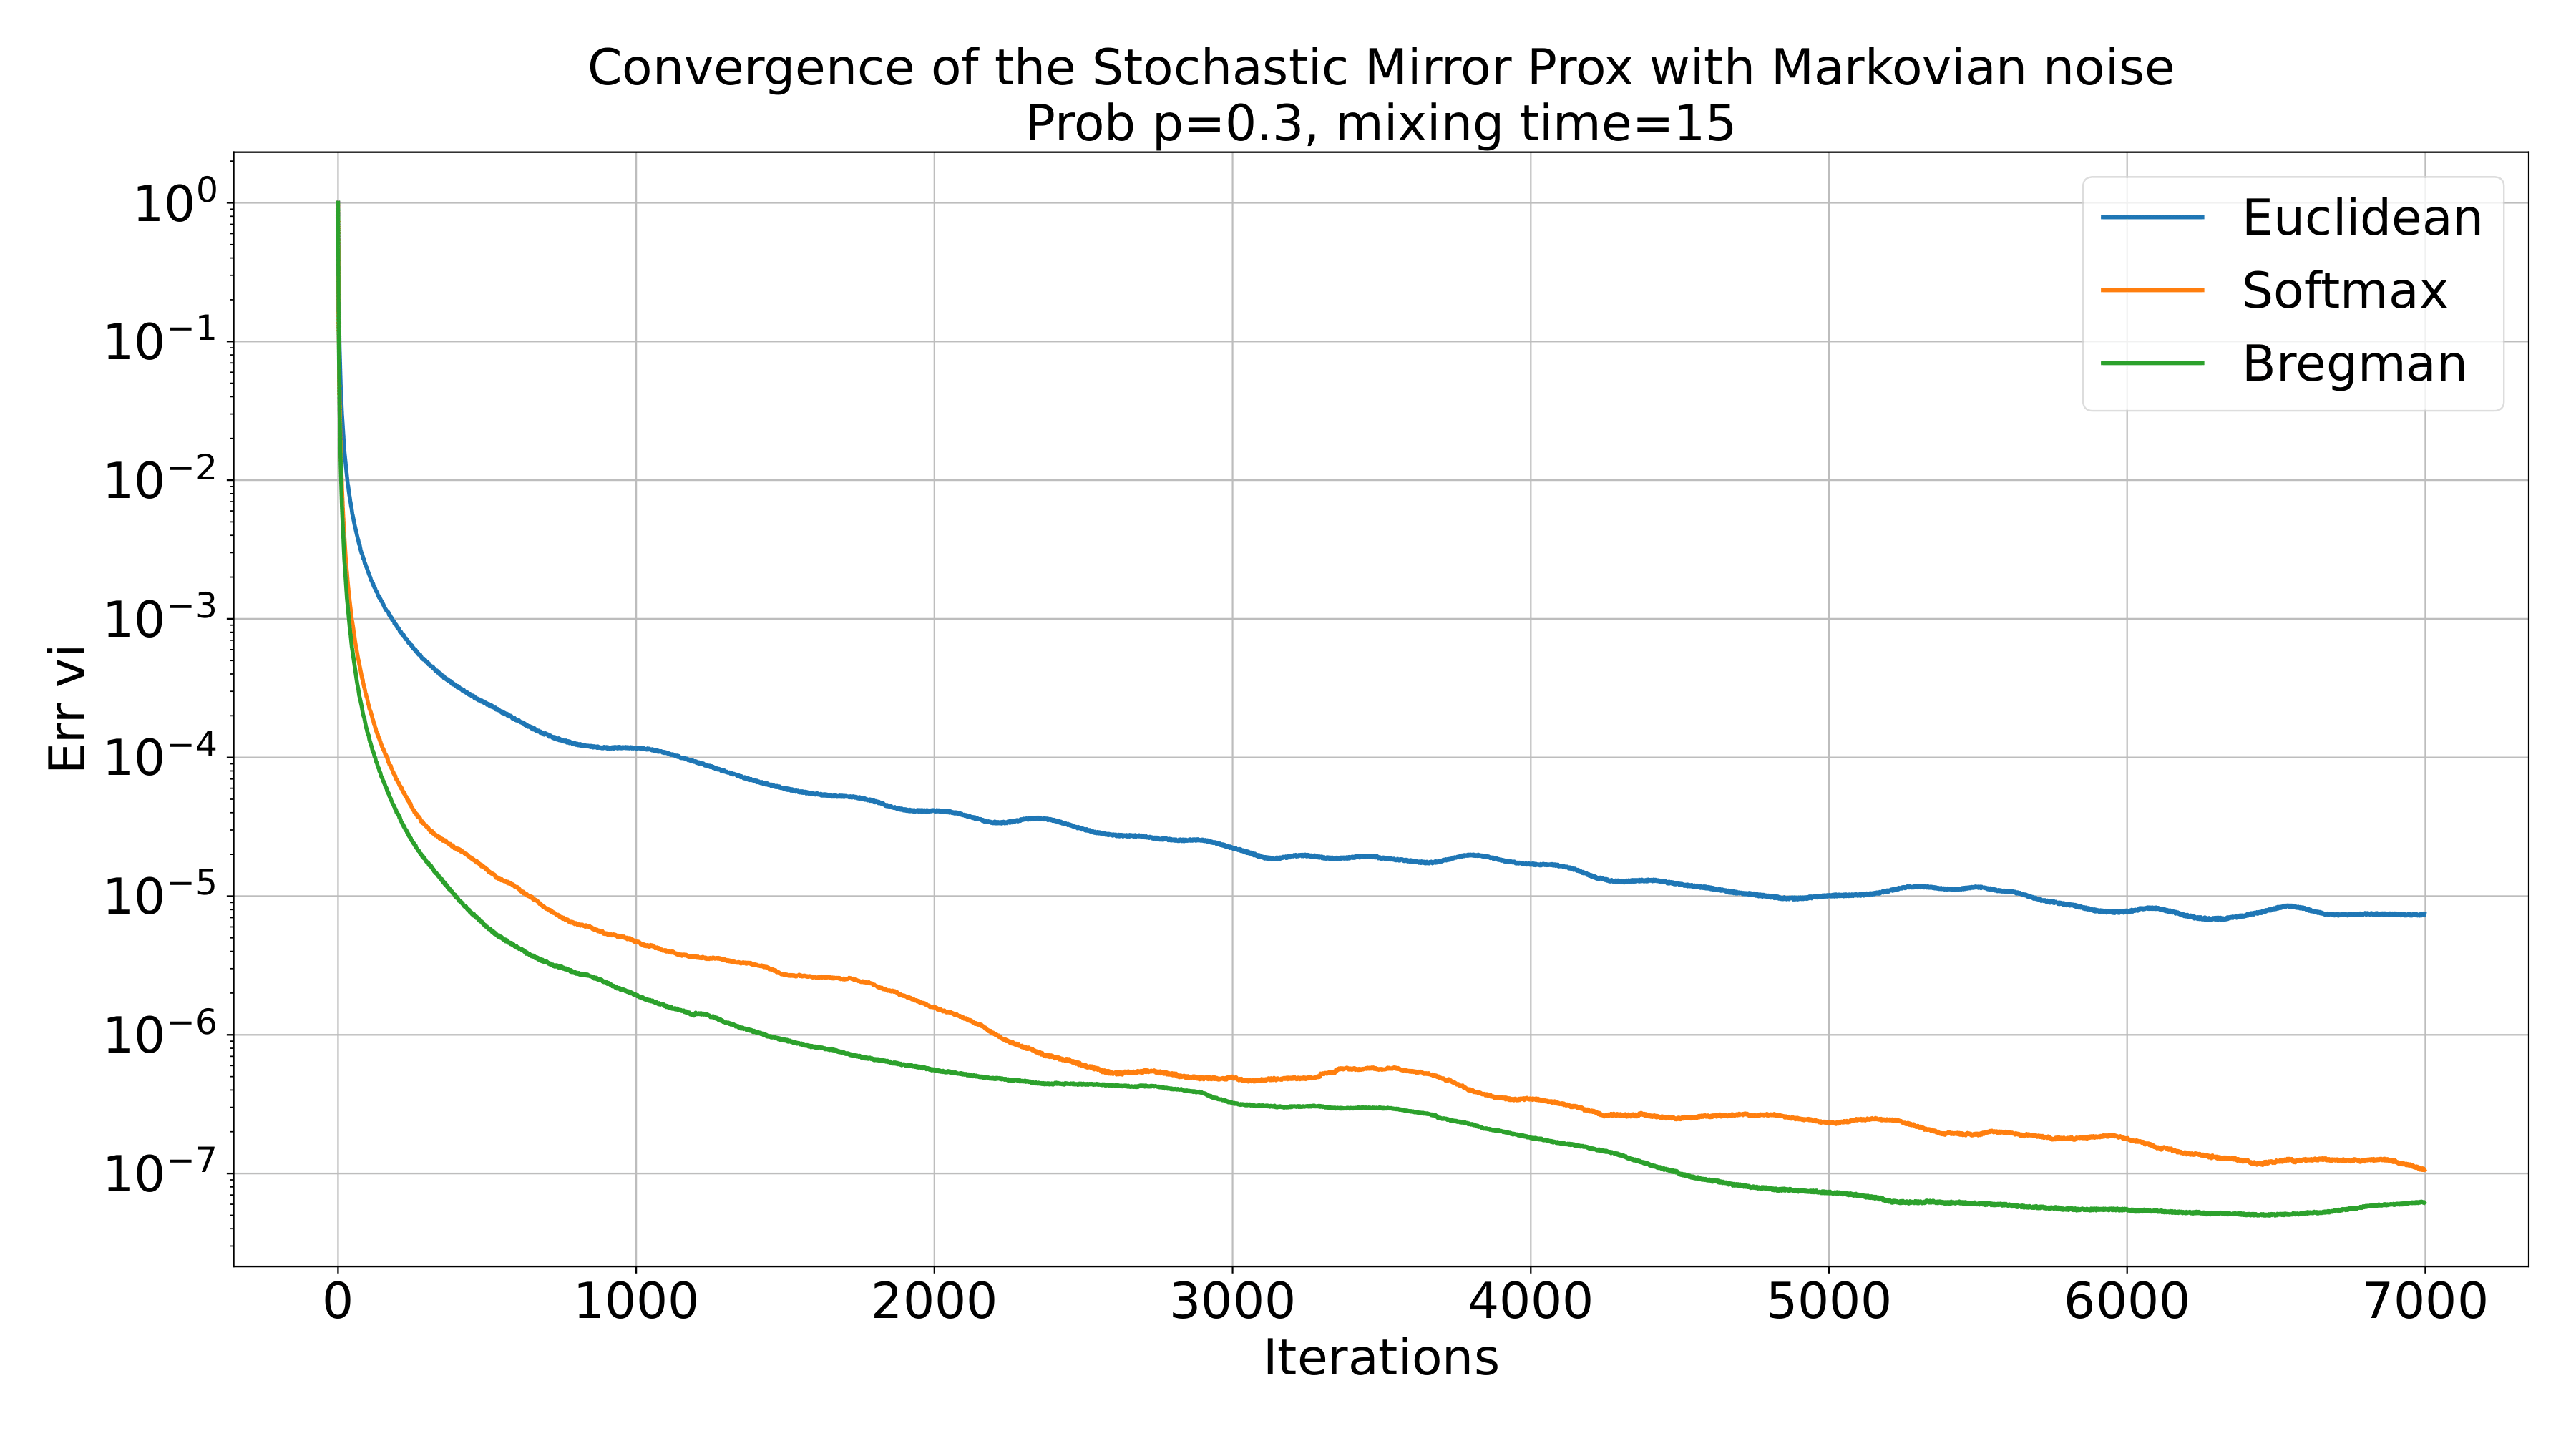 Convergence of the Stochastic Mirror Prox with Markovian noise
Prob p=0.3, mixing time=15
Euclidean
Softmax
Bregman
Err vi
10⁰
10⁻¹
10⁻²
10⁻³
10⁻⁴
10⁻⁵
10⁻⁶
10⁻⁷
0 1000 2000 3000 4000 5000 6000 7000
Iterations